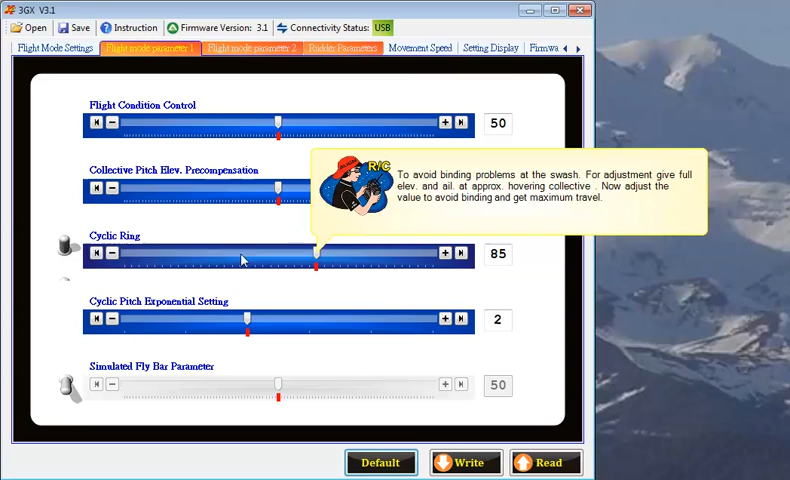 3GX V3.1
Open Save Instruction Firmware Version: 3.1 Connectivity Status: USB
Flight Mode Settings Flight mode parameter 1 Flight mode parameter 2 Rudder Parameters Movement Speed Setting Display Firmwa
Flight Condition Control
50
Collective Pitch Elev. Precompensation
R/C
To avoid binding problems at the swash. For adjustment give full
elev. and ail. at approx. hovering collective . Now adjust the
value to avoid binding and get maximum travel.
Cyclic Ring
85
Cyclic Pitch Exponential Setting
2
Simulated Fly Bar Parameter
50
Default Write Read